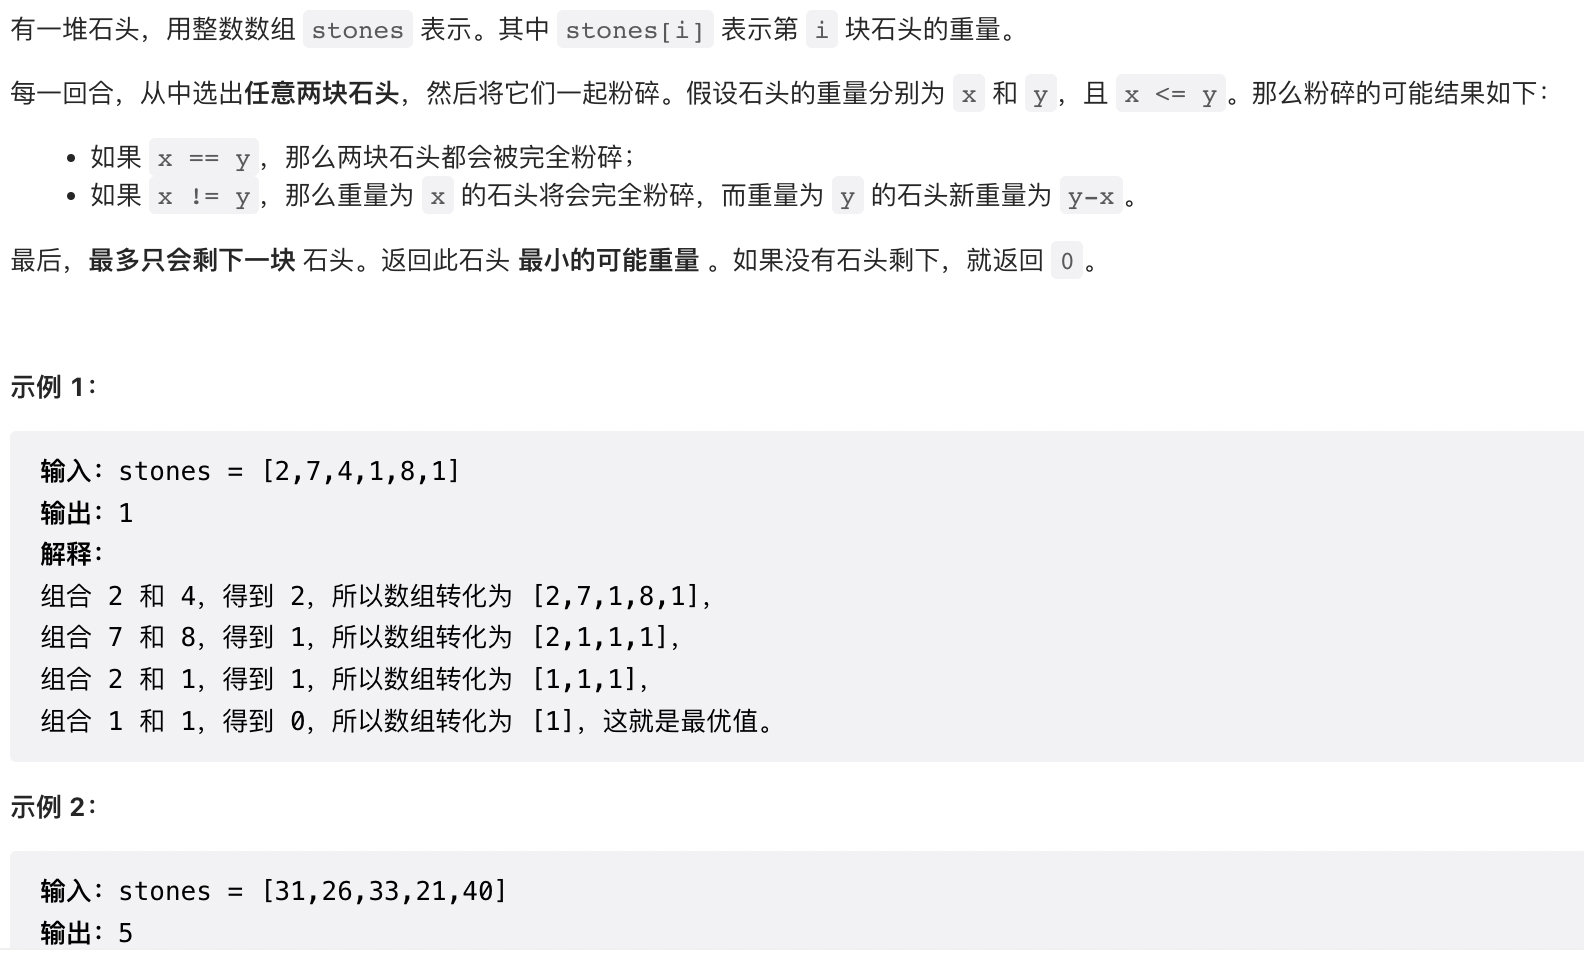 有一堆石头，用整数数组 stones 表示。其中 stones[i] 表示第 i 块石头的重量。
每一回合，从中选出任意两块石头，然后将它们一起粉碎。假设石头的重量分别为 x 和 y，且 x <= y。那么粉碎的可能结果如下：
• 如果 x == y，那么两块石头都会被完全粉碎；
• 如果 x != y，那么重量为 x 的石头将会完全粉碎，而重量为 y 的石头新重量为 y-x。
最后，最多只会剩下一块 石头。返回此石头 最小的可能重量 。如果没有石头剩下，就返回 0。
示例 1：
输入：stones = [2,7,4,1,8,1]
输出：1
解释：
组合 2 和 4，得到 2，所以数组转化为 [2,7,1,8,1]，
组合 7 和 8，得到 1，所以数组转化为 [2,1,1,1]，
组合 2 和 1，得到 1，所以数组转化为 [1,1,1]，
组合 1 和 1，得到 0，所以数组转化为 [1]，这就是最优值。
示例 2：
输入：stones = [31,26,33,21,40]
输出：5